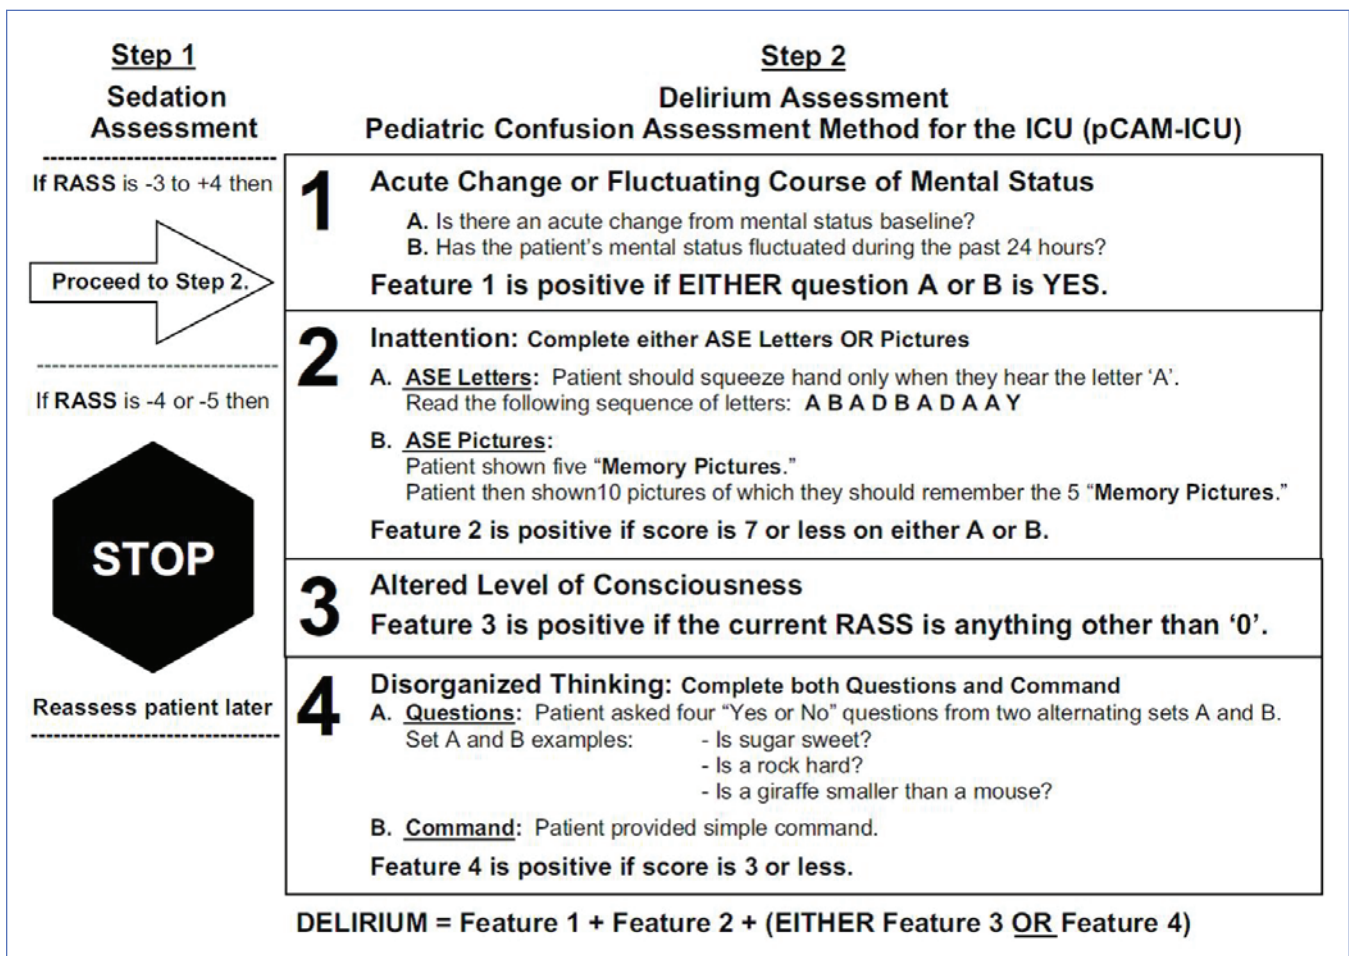 Step 1
Sedation
Assessment
If RASS is -3 to +4 then
Proceed to Step 2.
If RASS is -4 or -5 then
STOP
Reassess patient later
Step 2
Delirium Assessment
Pediatric Confusion Assessment Method for the ICU (pCAM-ICU)
1
Acute Change or Fluctuating Course of Mental Status
A. Is there an acute change from mental status baseline?
B. Has the patient's mental status fluctuated during the past 24 hours?
Feature 1 is positive if EITHER question A or B is YES.
2
Inattention: Complete either ASE Letters OR Pictures
A. ASE Letters: Patient should squeeze hand only when they hear the letter ‘A’.
Read the following sequence of letters: A B A D B A D A A Y
B. ASE Pictures:
Patient shown five “Memory Pictures.”
Patient then shown10 pictures of which they should remember the 5 “Memory Pictures.”
Feature 2 is positive if score is 7 or less on either A or B.
3
Altered Level of Consciousness
Feature 3 is positive if the current RASS is anything other than ‘0’.
4
Disorganized Thinking: Complete both Questions and Command
A. Questions: Patient asked four “Yes or No” questions from two alternating sets A and B.
Set A and B examples: - Is sugar sweet?
- Is a rock hard?
- Is a giraffe smaller than a mouse?
B. Command: Patient provided simple command.
Feature 4 is positive if score is 3 or less.
DELIRIUM = Feature 1 + Feature 2 + (EITHER Feature 3 OR Feature 4)